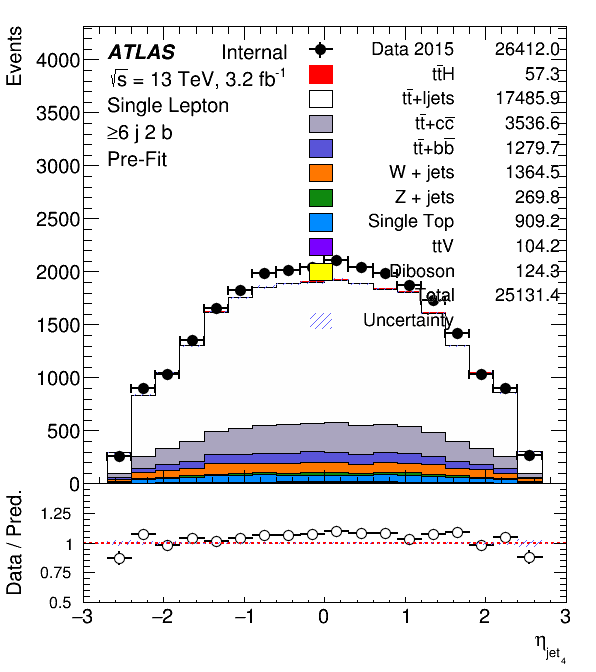 Events
4000
3500
3000
2500
2000
1500
1000
500
0
ATLAS Internal
√s = 13 TeV, 3.2 fb⁻¹
Single Lepton
≥6 j 2 b
Pre-Fit
Data 2015 26412.0
tt̄H 57.3
tt̄+ljets 17485.9
tt̄+cc̄ 3536.6
tt̄+bb̄ 1279.7
W + jets 1364.5
Z + jets 269.8
Single Top 909.2
ttV 104.2
Diboson 124.3
Total 25131.4
Uncertainty
Data / Pred.
1.25
1
0.75
0.5
−3 −2 −1 0 1 2 3
η_jet_4